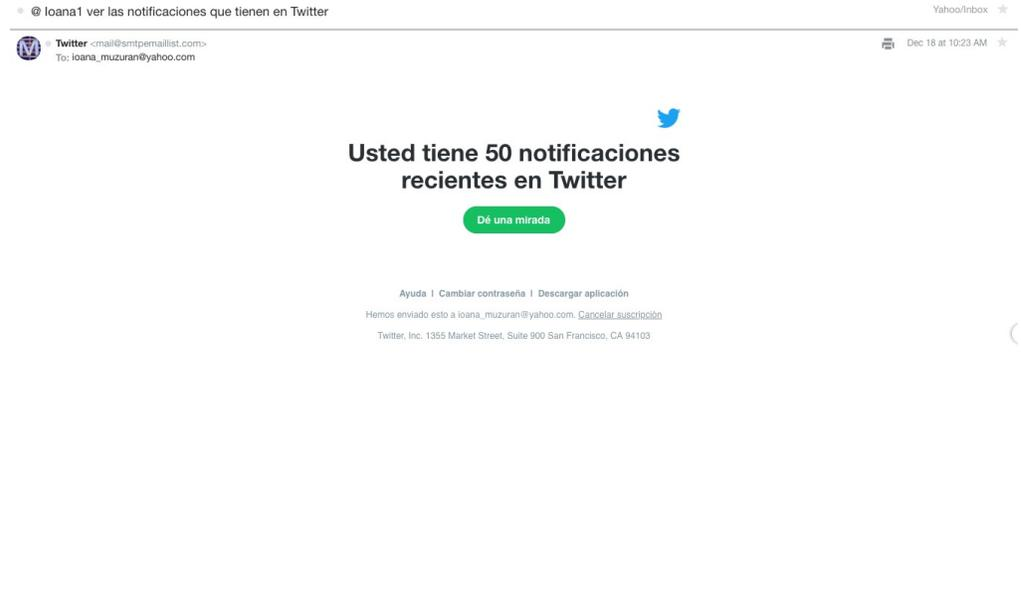 @ Ioana1 ver las notificaciones que tienen en Twitter
Yahoo/Inbox
Twitter <mail@smtpemaillist.com>
Dec 18 at 10:23 AM
To: ioana_muzuran@yahoo.com
Usted tiene 50 notificaciones
recientes en Twitter
Dé una mirada
Ayuda | Cambiar contraseña | Descargar aplicación
Hemos enviado esto a ioana_muzuran@yahoo.com. Cancelar suscripción
Twitter, Inc. 1355 Market Street, Suite 900 San Francisco, CA 94103